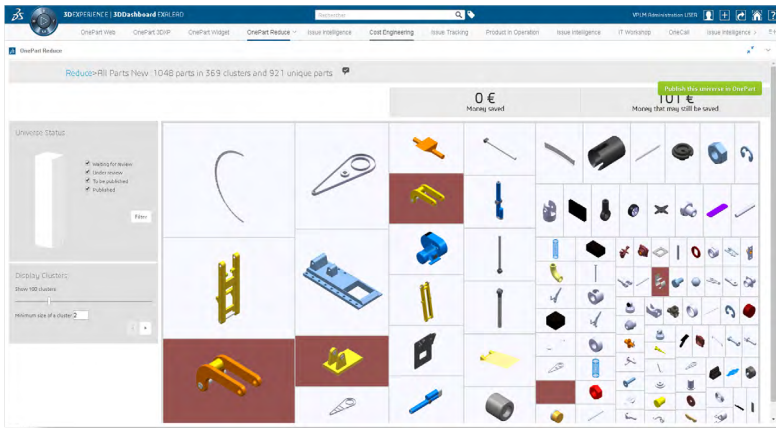 3DEXPERIENCE | 3DDashboard EXALEAD
Rechercher
VPLM Administration USER
OnePart Web
OnePart 3DXP
OnePart Widget
OnePart Reduce
Issue Intelligence
Cost Engineering
Issue Tracking
Product in Operation
Issue Intelligence
IT Workshop
OneCall
Issue Intelligence
OnePart Reduce
Reduce>All Parts New : 1048 parts in 369 clusters and 921 unique parts
Publish this universe in OnePart
0 €
Money saved
101 €
Money that may still be saved
Universe Status
Waiting for review
Under review
To be published
Published
New
Display Clusters
Show 100 clusters
Minimum size of a cluster 2